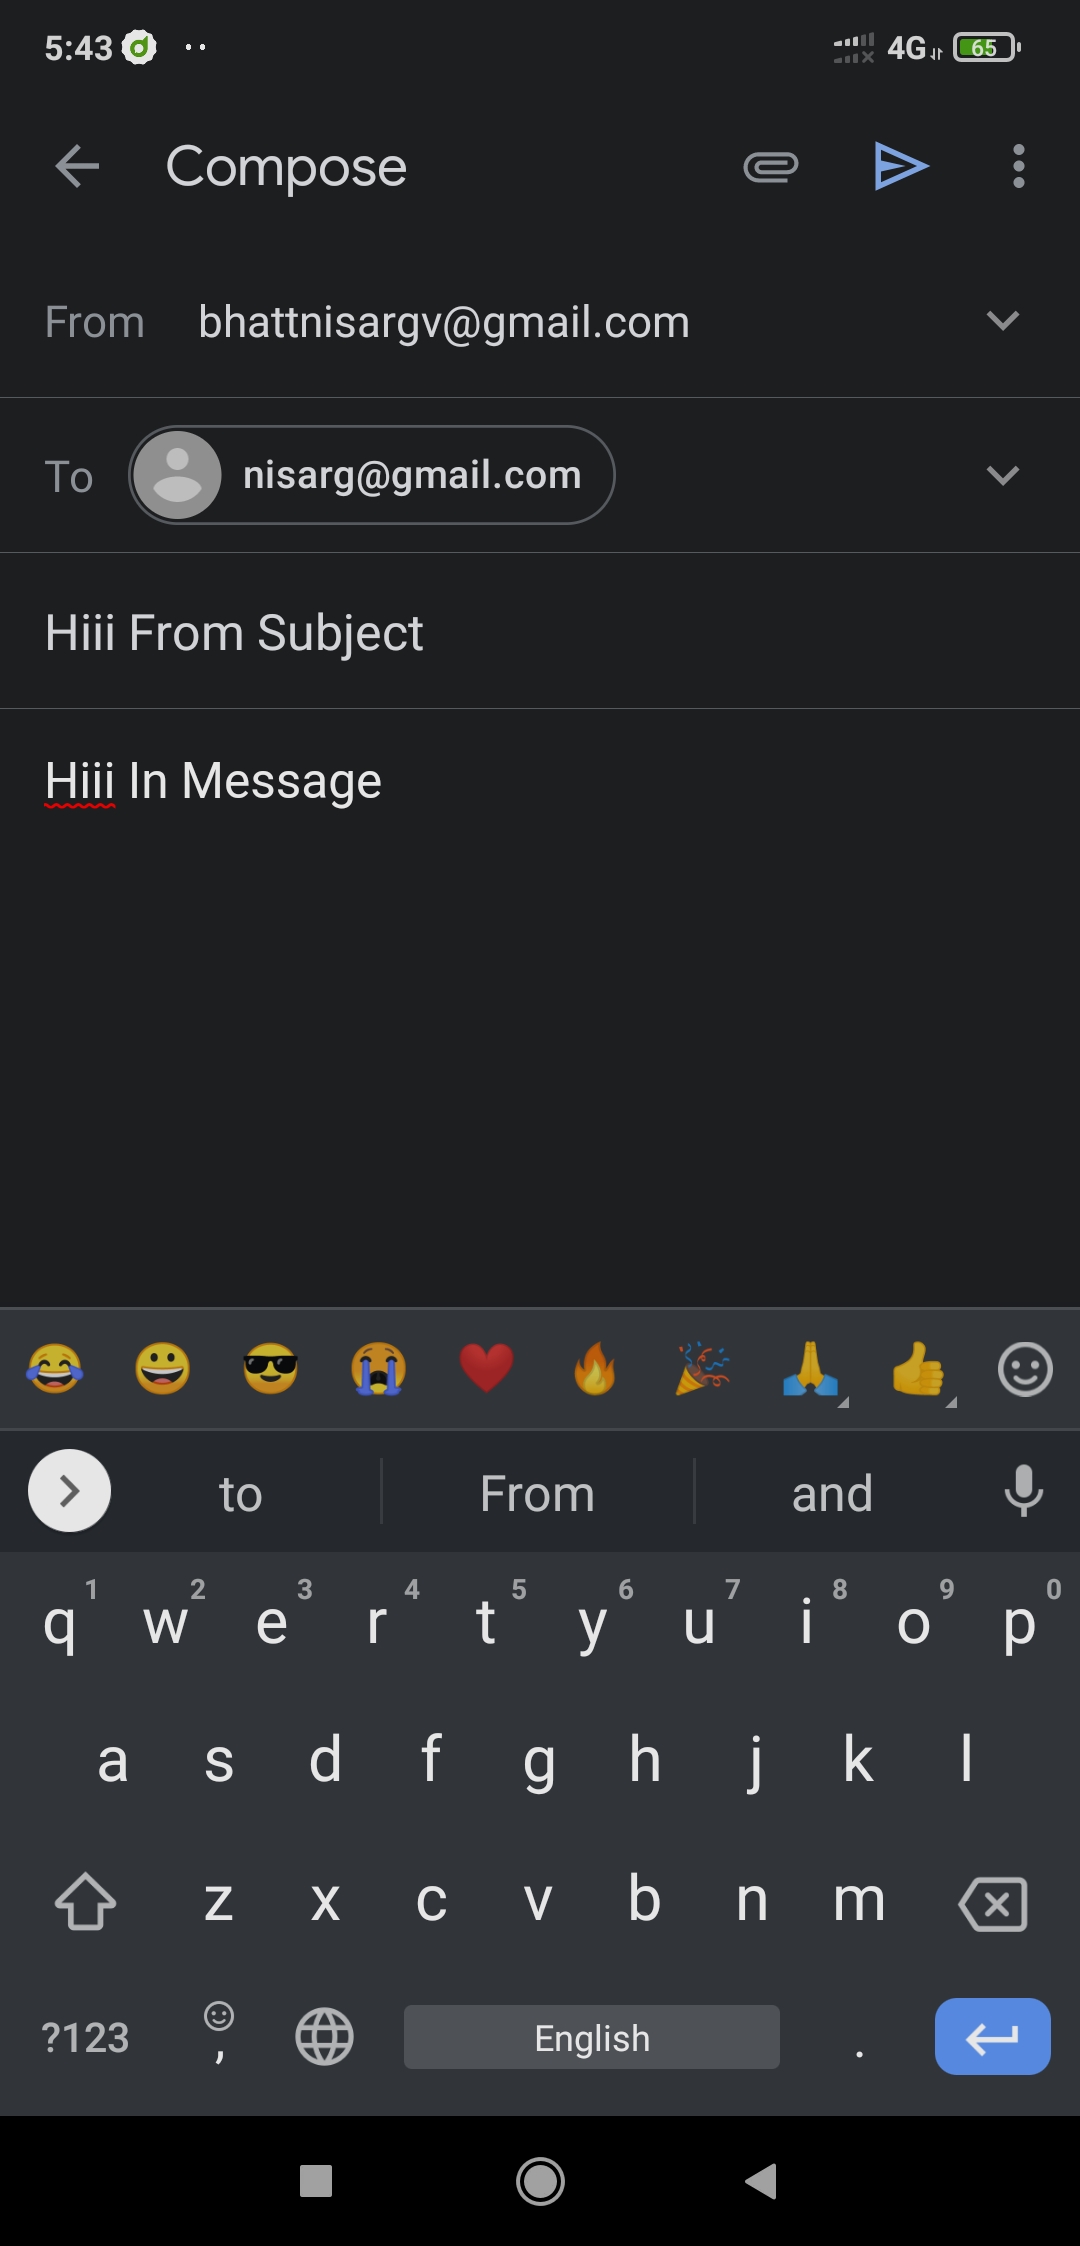 5:43 4G 65
Compose
From bhattnisargv@gmail.com
To nisarg@gmail.com
Hiii From Subject
Hiii In Message
to From and
1 2 3 4 5 6 7 8 9 0
q w e r t y u i o p
a s d f g h j k l
z x c v b n m
?123 , English .